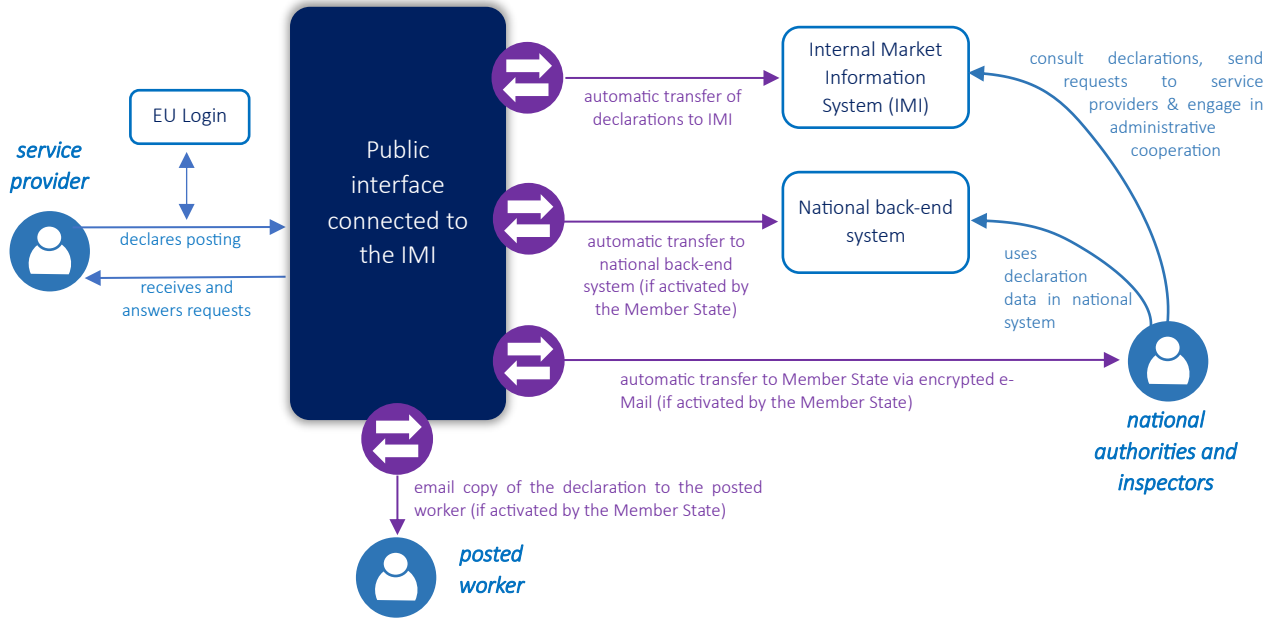 EU Login
service
provider
declares posting
receives and
answers requests
Public
interface
connected to
the IMI
automatic transfer of
declarations to IMI
Internal Market
Information
System (IMI)
consult declarations, send
requests to service
providers & engage in
administrative
cooperation
automatic transfer to
national back-end
system (if activated by
the Member State)
National back-end
system
uses
declaration
data in national
system
automatic transfer to Member State via encrypted e-
Mail (if activated by the Member State)
national
authorities and
inspectors
email copy of the declaration to the posted
worker (if activated by the Member State)
posted
worker